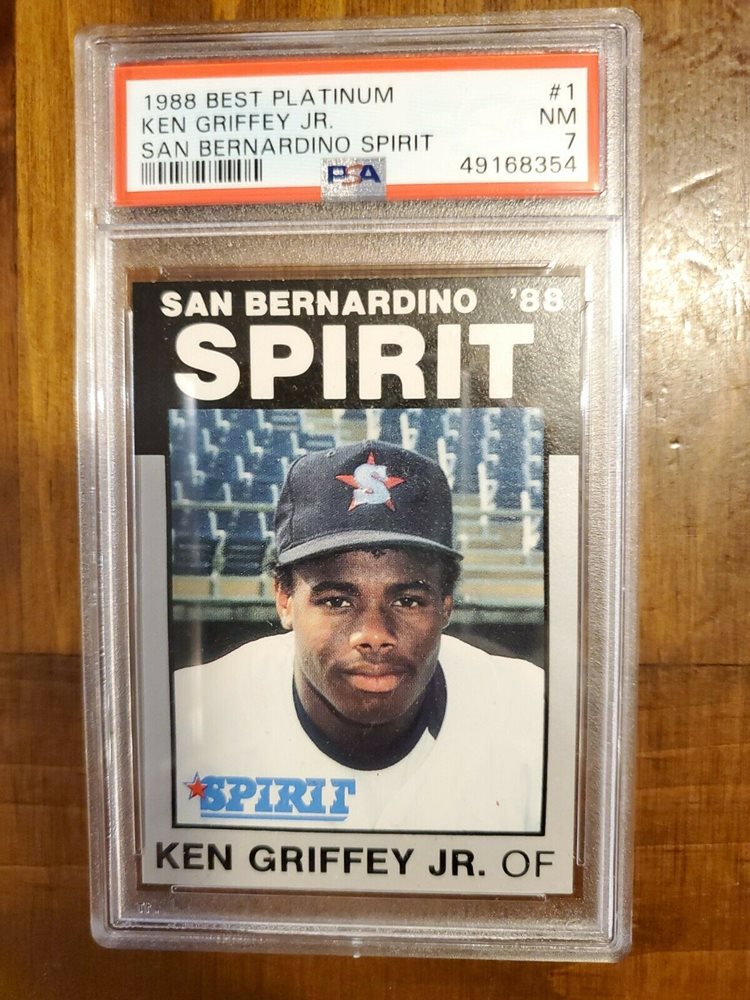 1988 BEST PLATINUM #1
KEN GRIFFEY JR. NM
SAN BERNARDINO SPIRIT 7
PSA 49168354
SAN BERNARDINO '88
SPIRIT
S
SPIRIT
KEN GRIFFEY JR. OF